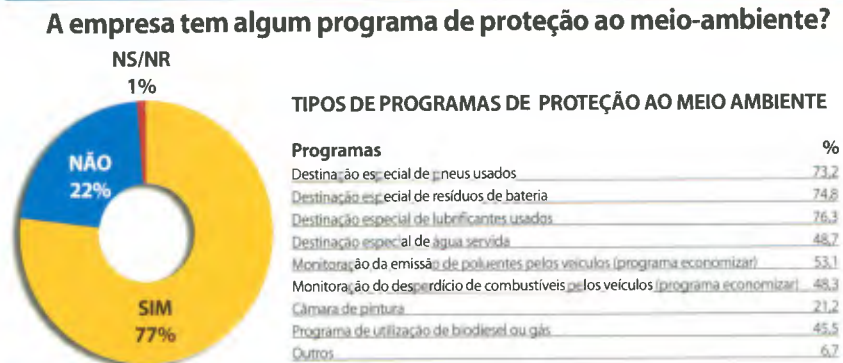 A empresa tem algum programa de proteção ao meio-ambiente?
NS/NR
1%
NÃO
22%
SIM
77%
TIPOS DE PROGRAMAS DE PROTEÇÃO AO MEIO AMBIENTE
Programas %
Destinação especial de pneus usados 73,2
Destinação especial de resíduos de bateria 74,8
Destinação especial de lubrificantes usados 76,3
Destinação especial de água servida 48,7
Monitoração da emissão de poluentes pelos veículos (programa economizar) 53,1
Monitoração do desperdício de combustíveis pelos veículos (programa economizar) 48,3
Câmara de pintura 21,2
Programa de utilização de biodiesel ou gás 45,5
Outros 6,7